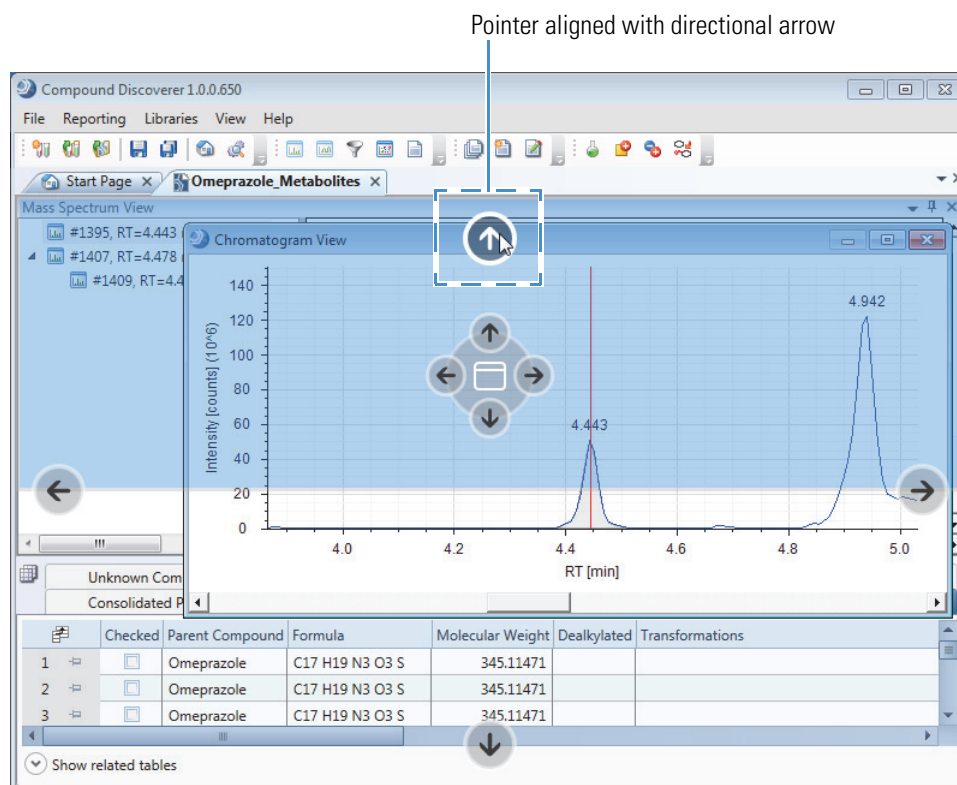 Pointer aligned with directional arrow
Compound Discoverer 1.0.0.650
File Reporting Libraries View Help
Start Page Omeprazole_Metabolites
Mass Spectrum View
#1395, RT=4.443
#1407, RT=4.478
#1409, RT=4.4
Chromatogram View
140
120
100
80
60
40
20
0
Intensity [counts] (10^6)
4.942
4.443
4.0 4.2 4.4 4.6 4.8 5.0
RT [min]
Unknown Com
Consolidated P
Checked Parent Compound Formula Molecular Weight Dealkylated Transformations
1 Omeprazole C17 H19 N3 O3 S 345.11471
2 Omeprazole C17 H19 N3 O3 S 345.11471
3 Omeprazole C17 H19 N3 O3 S 345.11471
Show related tables